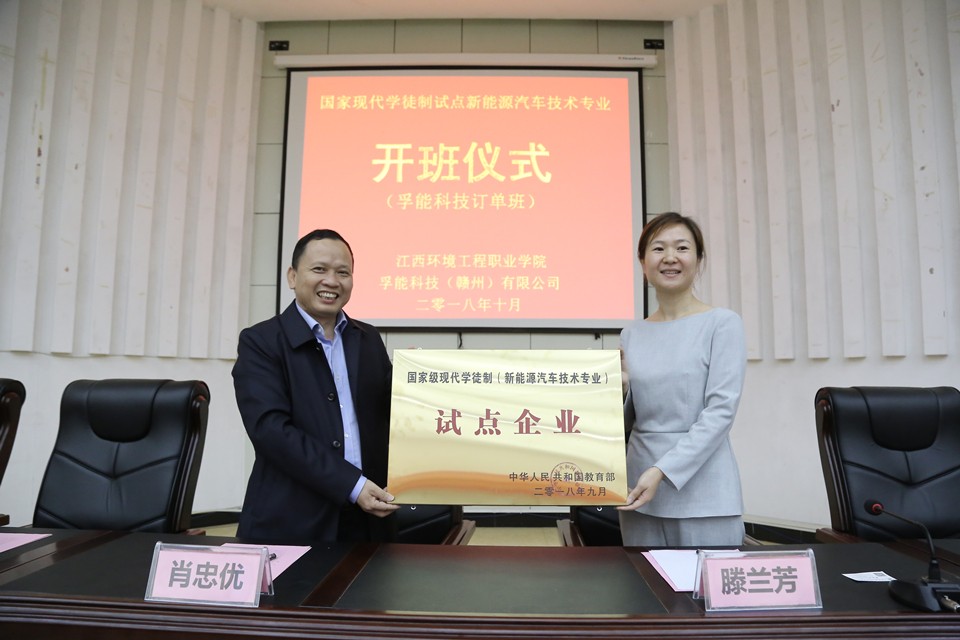 国家现代学徒制试点新能源汽车技术专业
开班仪式
（孚能科技订单班）
江西环境工程职业学院
孚能科技（赣州）有限公司
二零一八年十月
国家级现代学徒制（新能源汽车技术专业）
试点企业
中华人民共和国教育部
二零一八年九月
肖忠优
滕兰芳